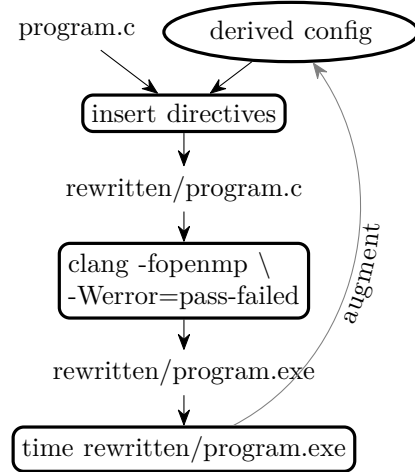 program.c
derived config
insert directives
rewritten/program.c
clang -fopenmp \
-Werror=pass-failed
augment
rewritten/program.exe
time rewritten/program.exe